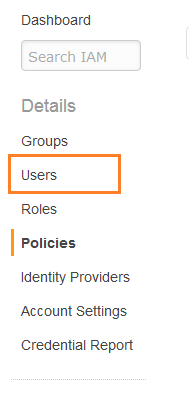 Dashboard
Search IAM
Details
Groups
Users
Roles
Policies
Identity Providers
Account Settings
Credential Report